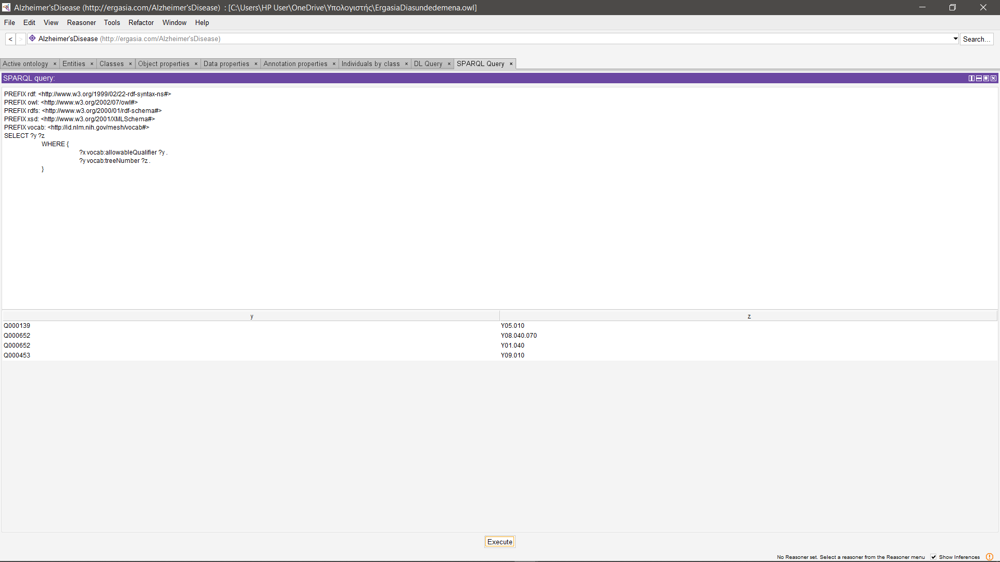 Alzheimer'sDisease (http://ergasia.com/Alzheimer'sDisease) : [C:\Users\HP User\OneDrive\Υπολογιστής\ErgasiaDiasundedemena.owl]
File Edit View Reasoner Tools Refactor Window Help
< > Alzheimer'sDisease (http://ergasia.com/Alzheimer'sDisease) Search...
Active ontology × Entities × Classes × Object properties × Data properties × Annotation properties × Individuals by class × DL Query × SPARQL Query ×
SPARQL query:
PREFIX rdf: <http://www.w3.org/1999/02/22-rdf-syntax-ns#>
PREFIX owl: <http://www.w3.org/2002/07/owl#>
PREFIX rdfs: <http://www.w3.org/2000/01/rdf-schema#>
PREFIX xsd: <http://www.w3.org/2001/XMLSchema#>
PREFIX vocab: <http://id.nlm.nih.gov/mesh/vocab#>
SELECT ?y ?z
WHERE {
?x vocab:allowableQualifier ?y .
?y vocab:treeNumber ?z .
}
y z
Q000139 Y05.010
Q000652 Y08.040.070
Q000652 Y01.040
Q000453 Y09.010
Execute
No Reasoner set. Select a reasoner from the Reasoner menu Show Inferences